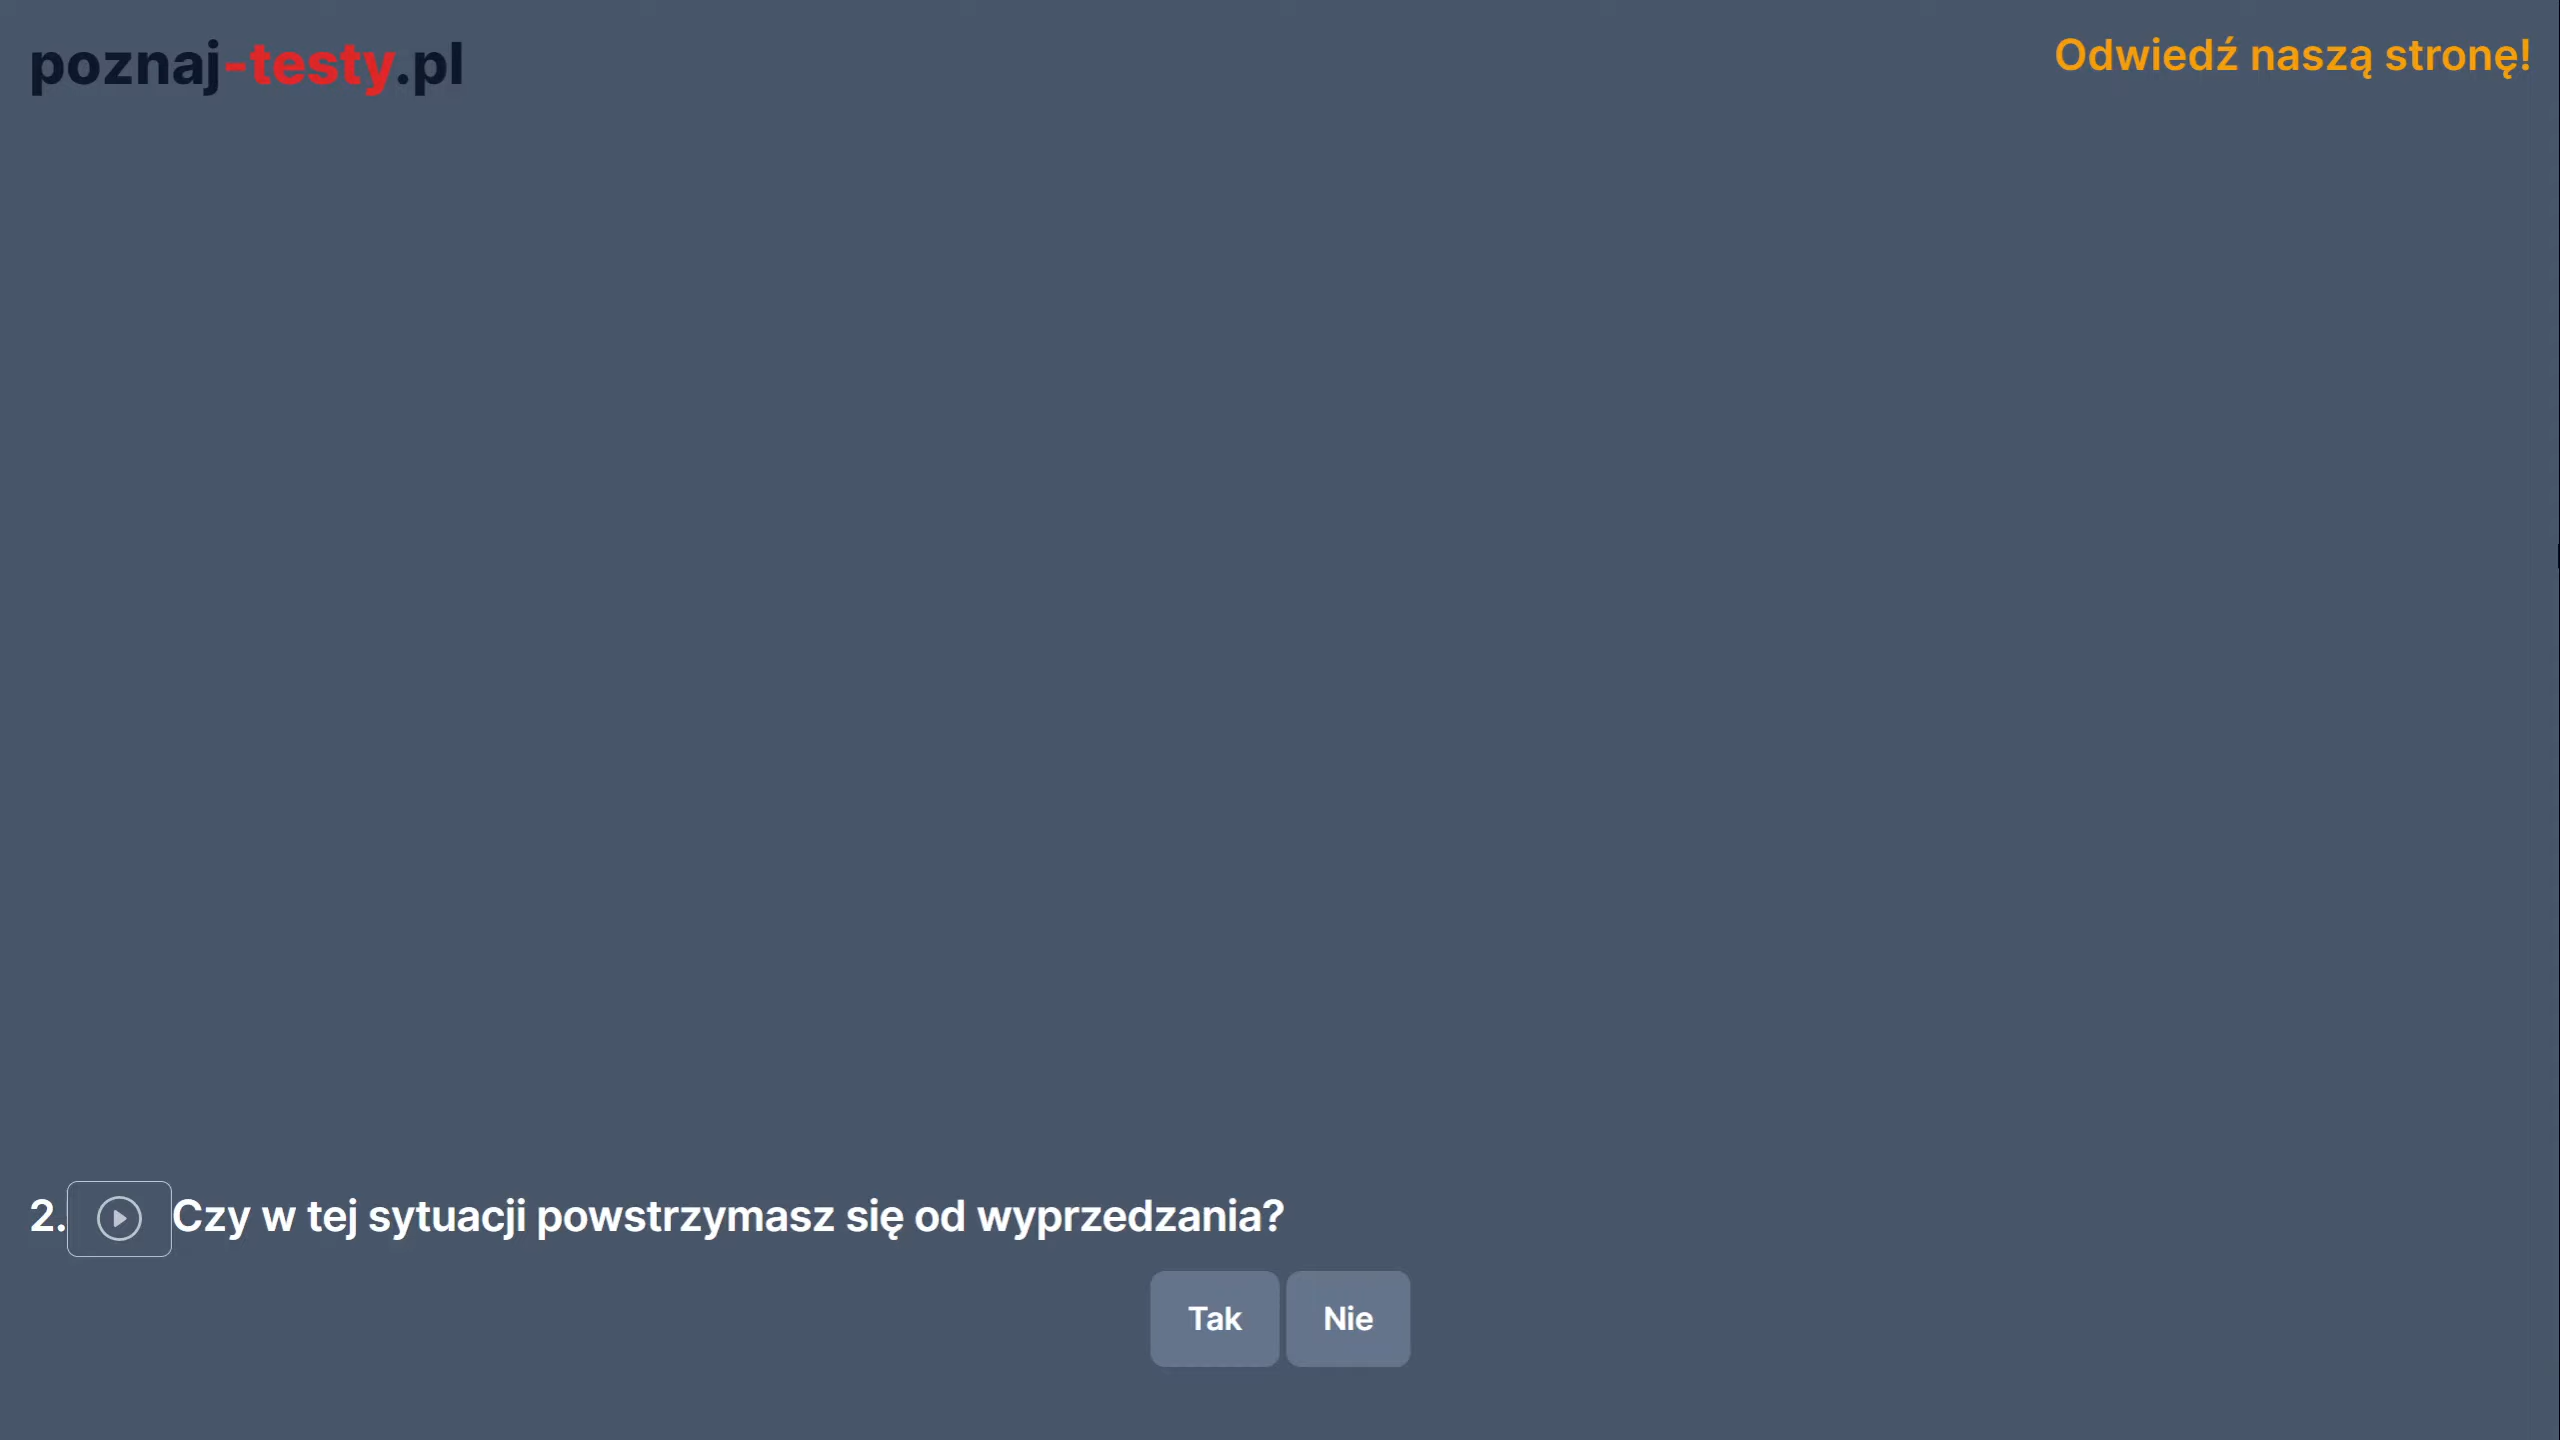 poznaj-testy.pl
Odwiedź naszą stronę!
2. Czy w tej sytuacji powstrzymasz się od wyprzedzania?
Tak
Nie